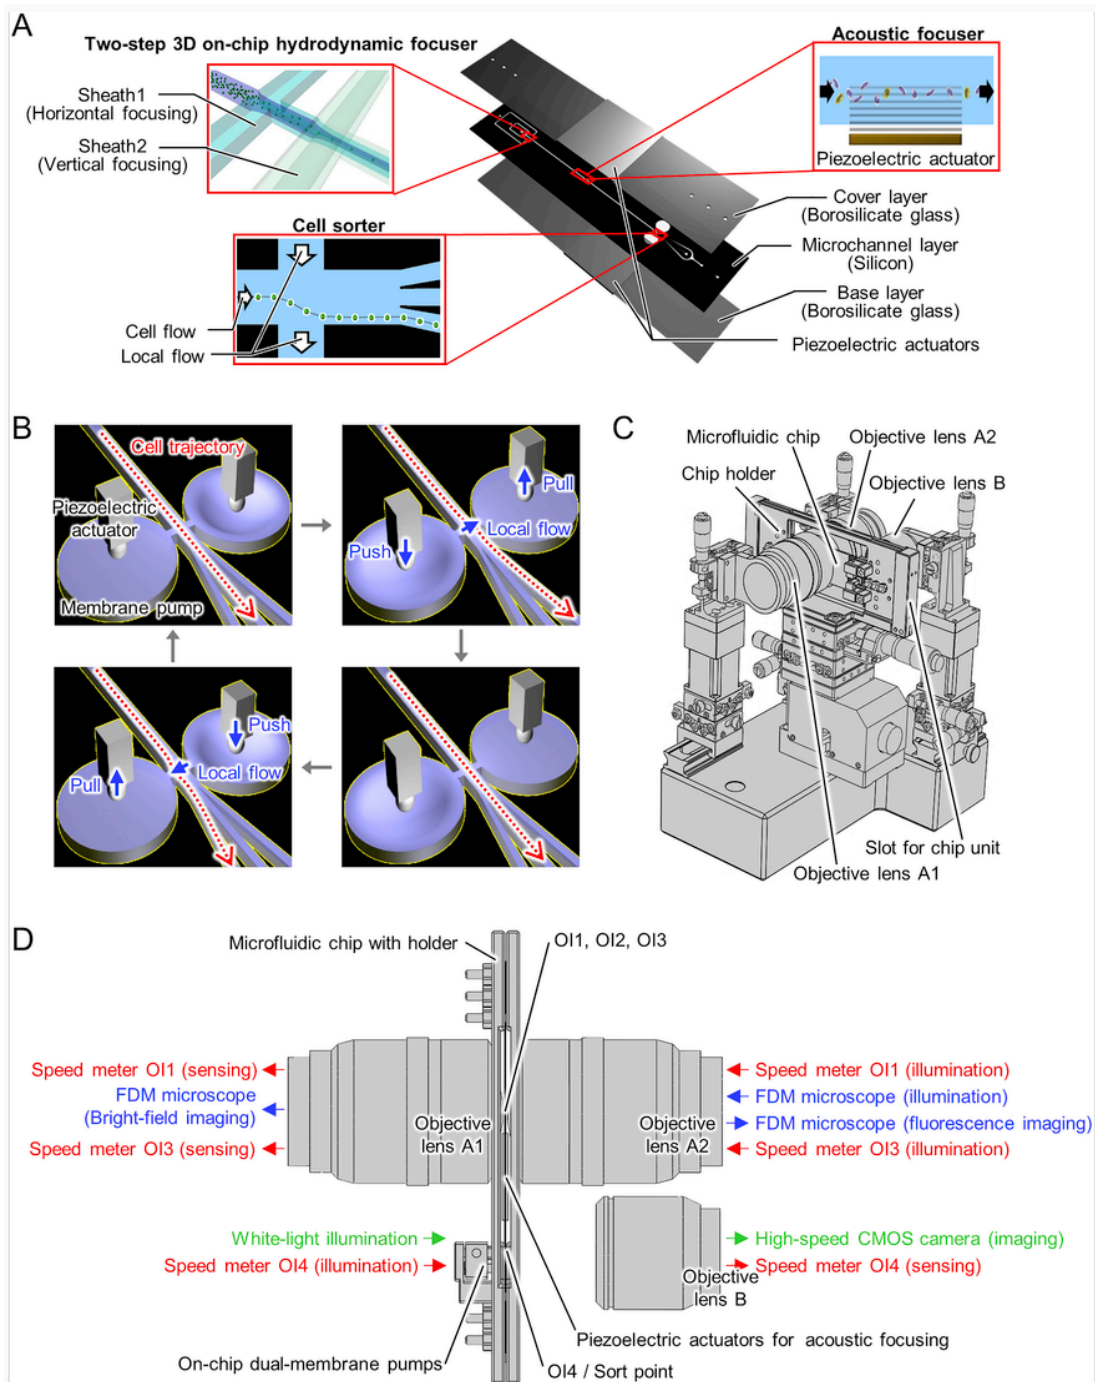 A
Two-step 3D on-chip hydrodynamic focuser
Sheath1
(Horizontal focusing)
Sheath2
(Vertical focusing)
Acoustic focuser
Piezoelectric actuator
Cell sorter
Cell flow
Local flow
Cover layer
(Borosilicate glass)
Microchannel layer
(Silicon)
Base layer
(Borosilicate glass)
Piezoelectric actuators
B
Cell trajectory
Piezoelectric
actuator
Membrane pump
Pull
Local flow
Push
Push
Local flow
Pull
C
Microfluidic chip
Objective lens A2
Chip holder
Objective lens B
Slot for chip unit
Objective lens A1
D
Microfluidic chip with holder
OI1, OI2, OI3
Speed meter OI1 (sensing)
FDM microscope
(Bright-field imaging)
Speed meter OI3 (sensing)
Objective
lens A1
Objective
lens A2
Speed meter OI1 (illumination)
FDM microscope (illumination)
FDM microscope (fluorescence imaging)
Speed meter OI3 (illumination)
White-light illumination
Speed meter OI4 (illumination)
High-speed CMOS camera (imaging)
Speed meter OI4 (sensing)
Objective
lens B
Piezoelectric actuators for acoustic focusing
On-chip dual-membrane pumps
OI4 / Sort point